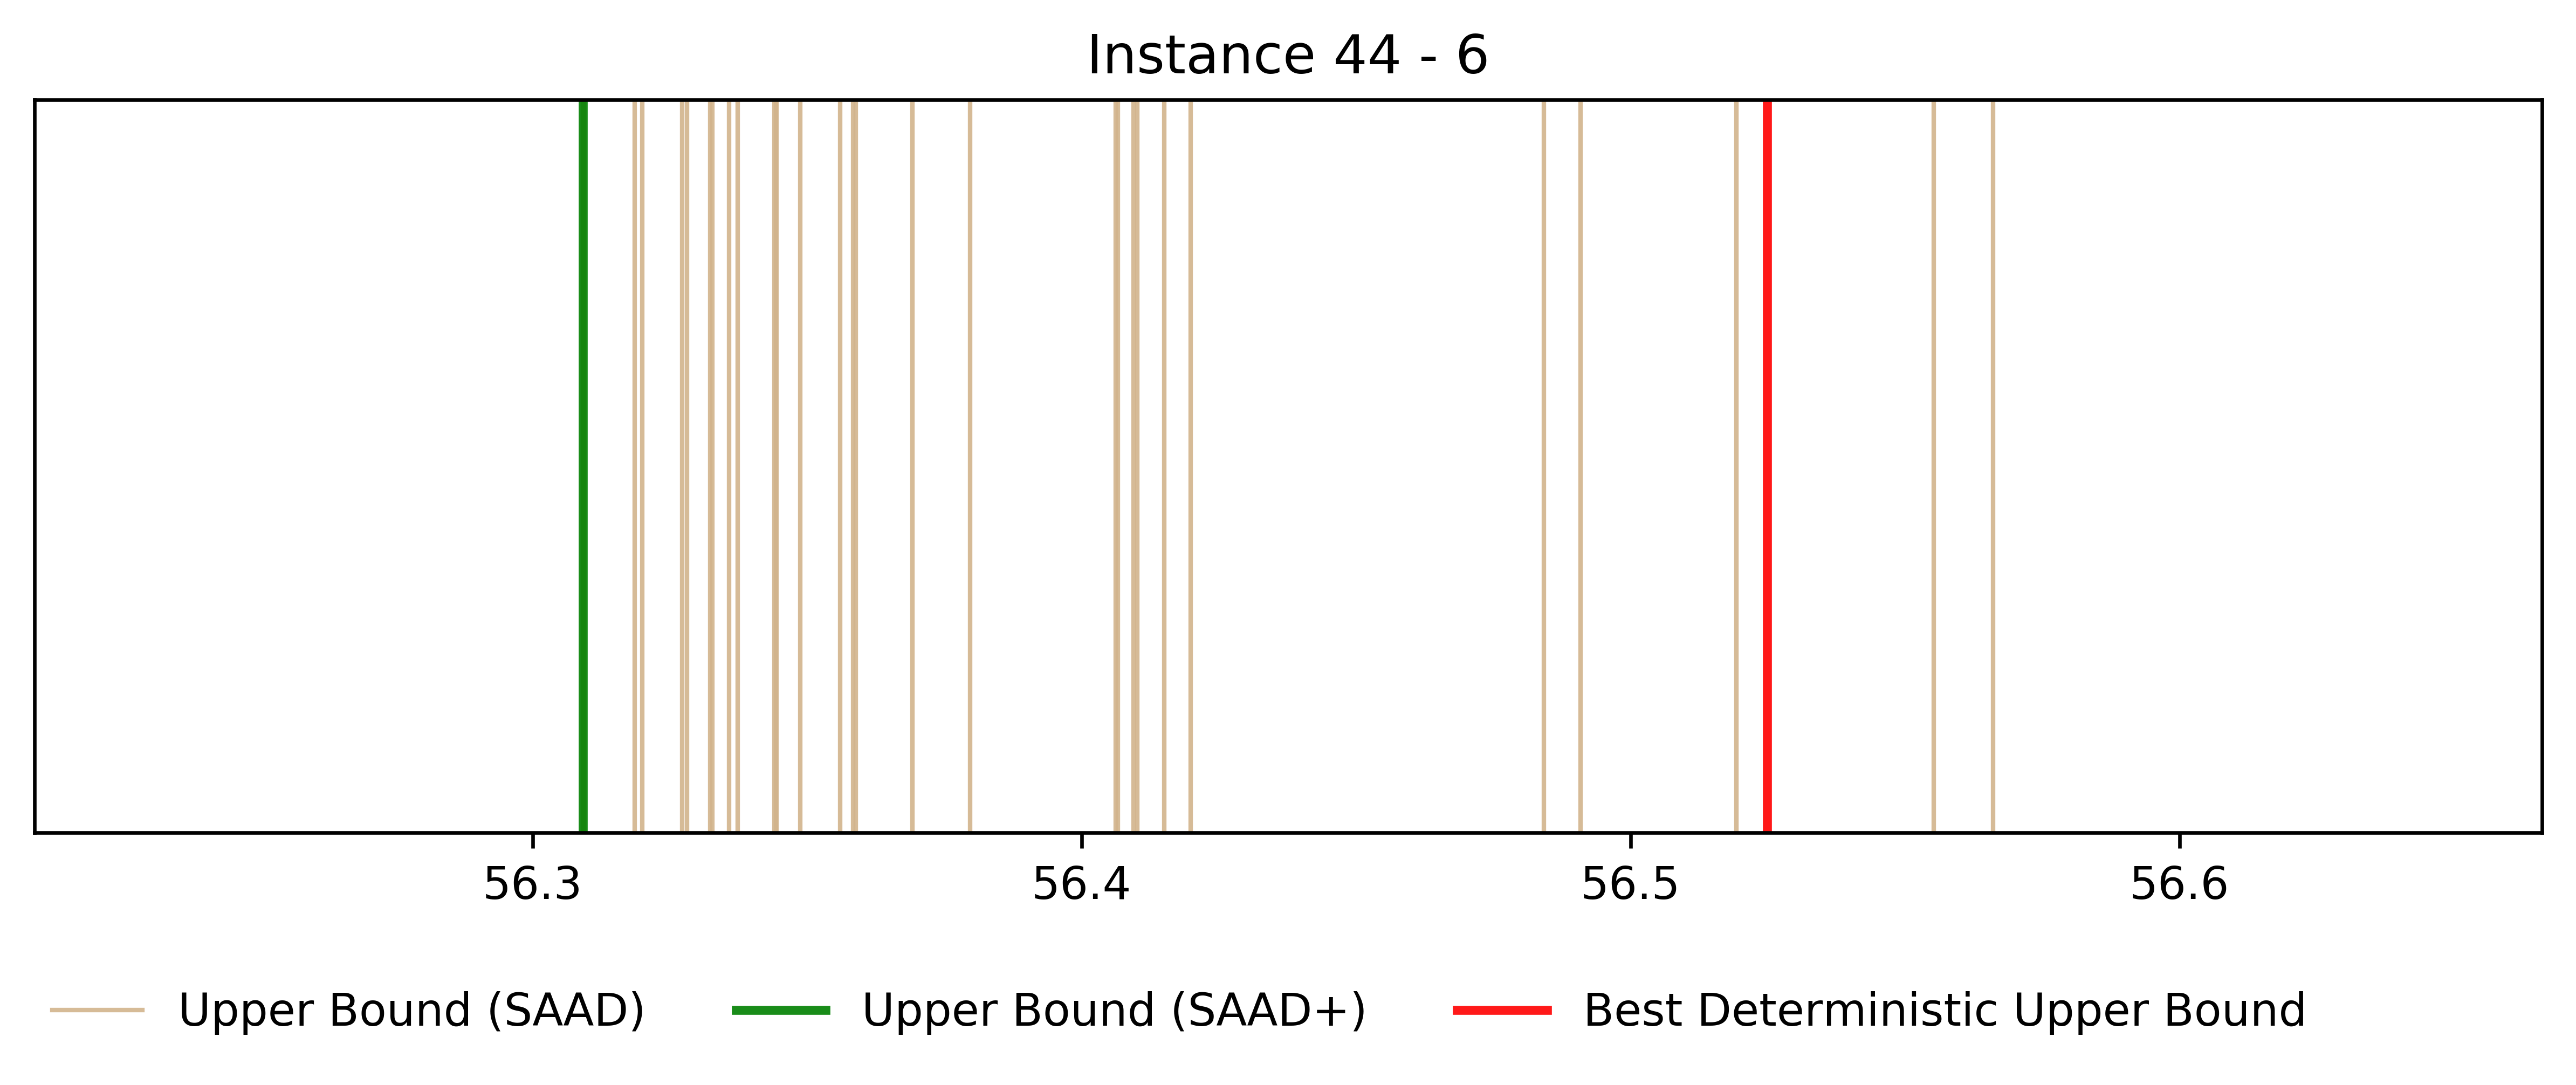 Instance 44 - 6
56.3 56.4 56.5 56.6
Upper Bound (SAAD) Upper Bound (SAAD+) Best Deterministic Upper Bound